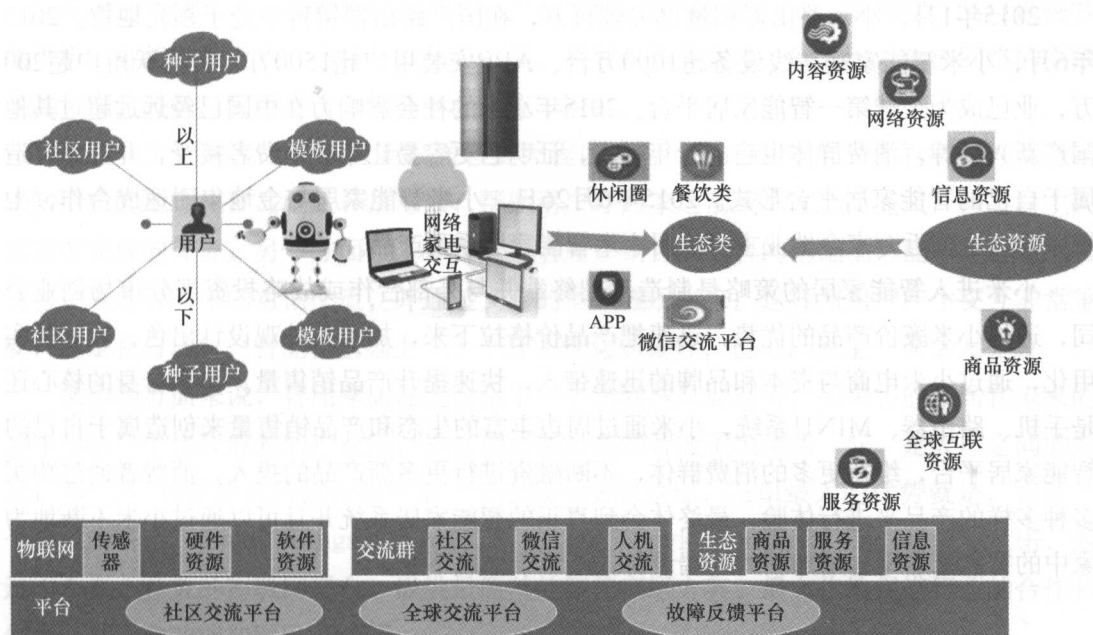 种子用户
内容资源
网络资源
以
上
社区用户
模板用户
休闲圈
餐饮类
信息资源
用户
网络
家电
交互
生态类
生态资源
以
下
APP
微信交流平台
社区用户
模板用户
种子用户
商品资源
全球互联
资源
服务资源
物联网
传感
器
硬件
资源
软件
资源
交流群
社区
交流
微信
交流
人机
交流
生态
资源
商品
资源
服务
资源
信息
资源
平台
社区交流平台
全球交流平台
故障反馈平台